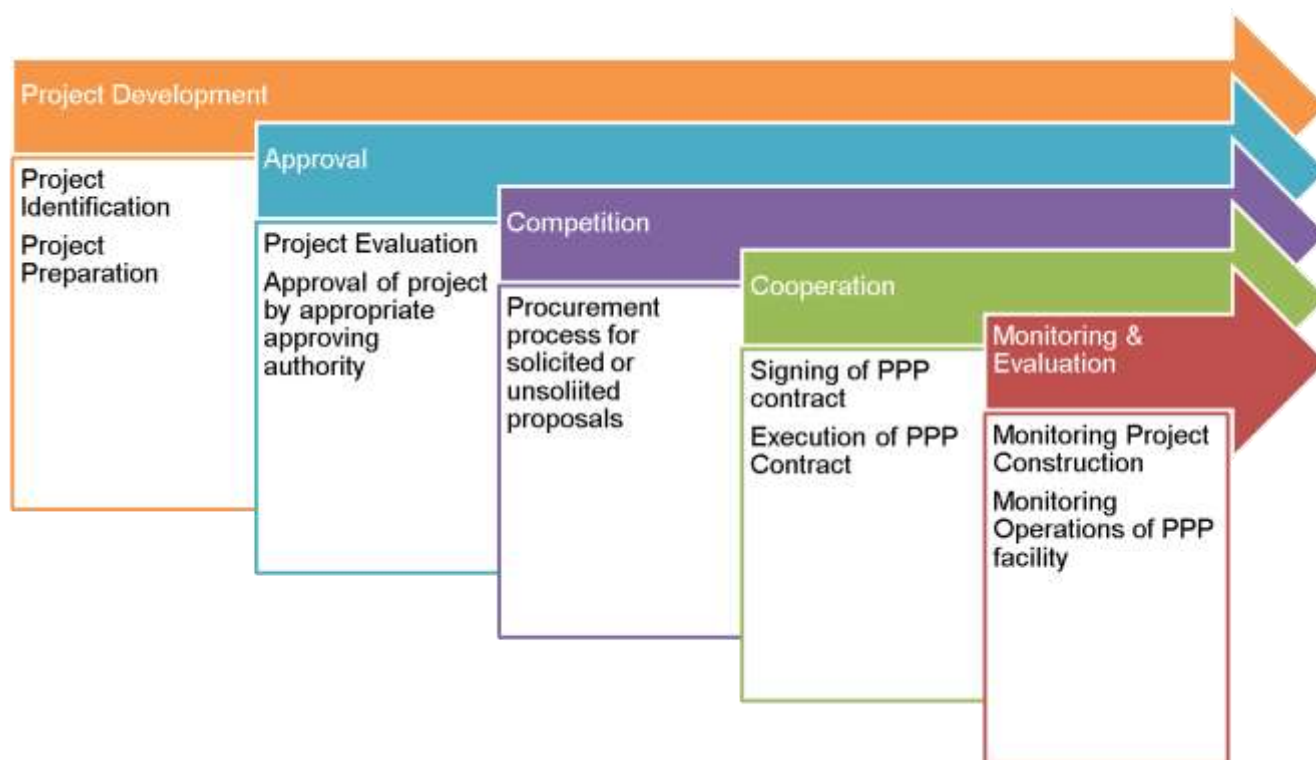 Project Development
Project
Identification
Project
Preparation
Approval
Project Evaluation
Approval of project
by appropriate
approving
authority
Competition
Procurement
process for
solicited or
unsoliited
proposals
Cooperation
Signing of PPP
contract
Execution of PPP
Contract
Monitoring &
Evaluation
Monitoring Project
Construction
Monitoring
Operations of PPP
facility